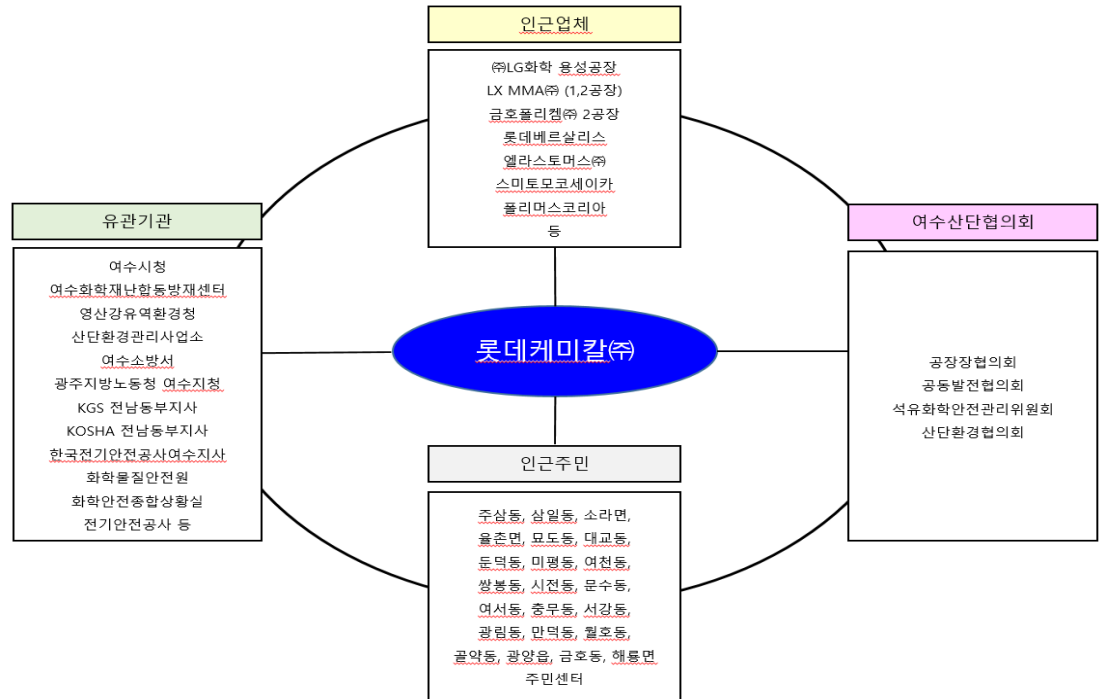 인근업체
㈜LG화학 용성공장
LX MMA㈜ (1,2공장)
금호폴리켐㈜ 2공장
롯데베르살리스
엘라스토머스㈜
스미토모코세이카
폴리머스코리아
등
유관기관
여수시청
여수화학재난합동방재센터
영산강유역환경청
산단환경관리사업소
여수소방서
광주지방노동청 여수지청
KGS 전남동부지사
KOSHA 전남동부지사
한국전기안전공사여수지사
화학물질안전원
화학안전종합상황실
전기안전공사 등
롯데케미칼㈜
여수산단협의회
공장장협의회
공동발전협의회
석유화학안전관리위원회
산단환경협의회
인근주민
주삼동, 삼일동, 소라면,
율촌면, 묘도동, 대교동,
둔덕동, 미평동, 여천동,
쌍봉동, 시전동, 문수동,
여서동, 충무동, 서강동,
광림동, 만덕동, 월호동,
골약동, 광양읍, 금호동, 해룡면
주민센터